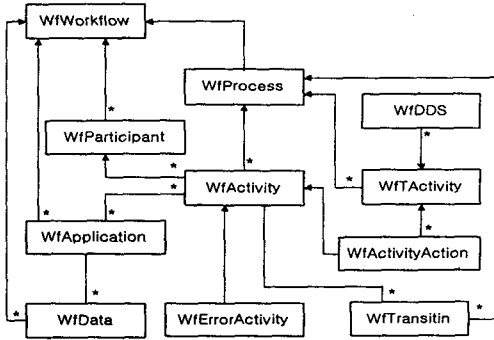 WfWorkflow
WfProcess
WfDDS
WfParticipant
WfActivity
WfTActivity
WfApplication
WfActivityAction
WfData
WfErrorActivity
WfTransitin